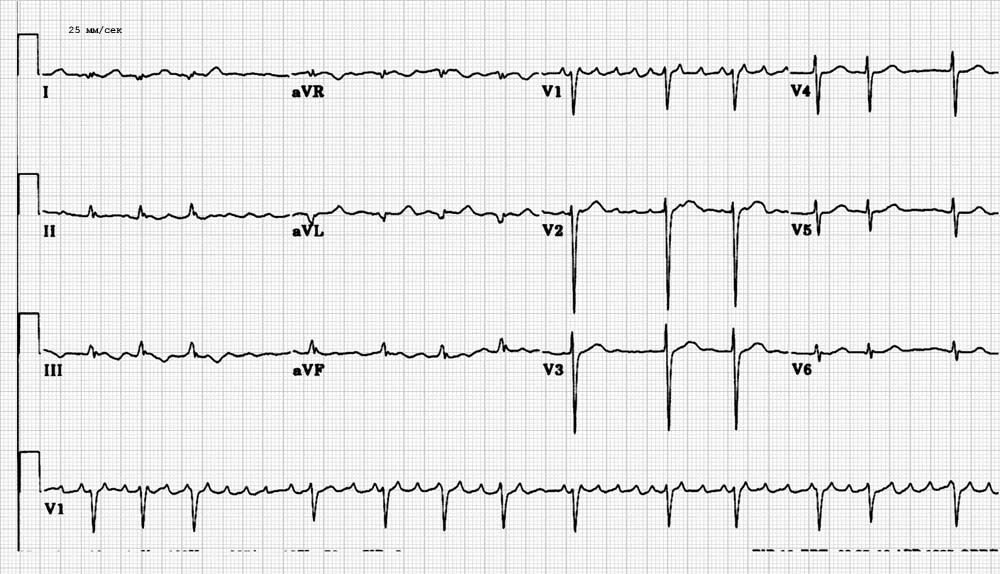 25 мм/сек
I aVR V1 V4
II aVL V2 V5
III aVF V3 V6
V1